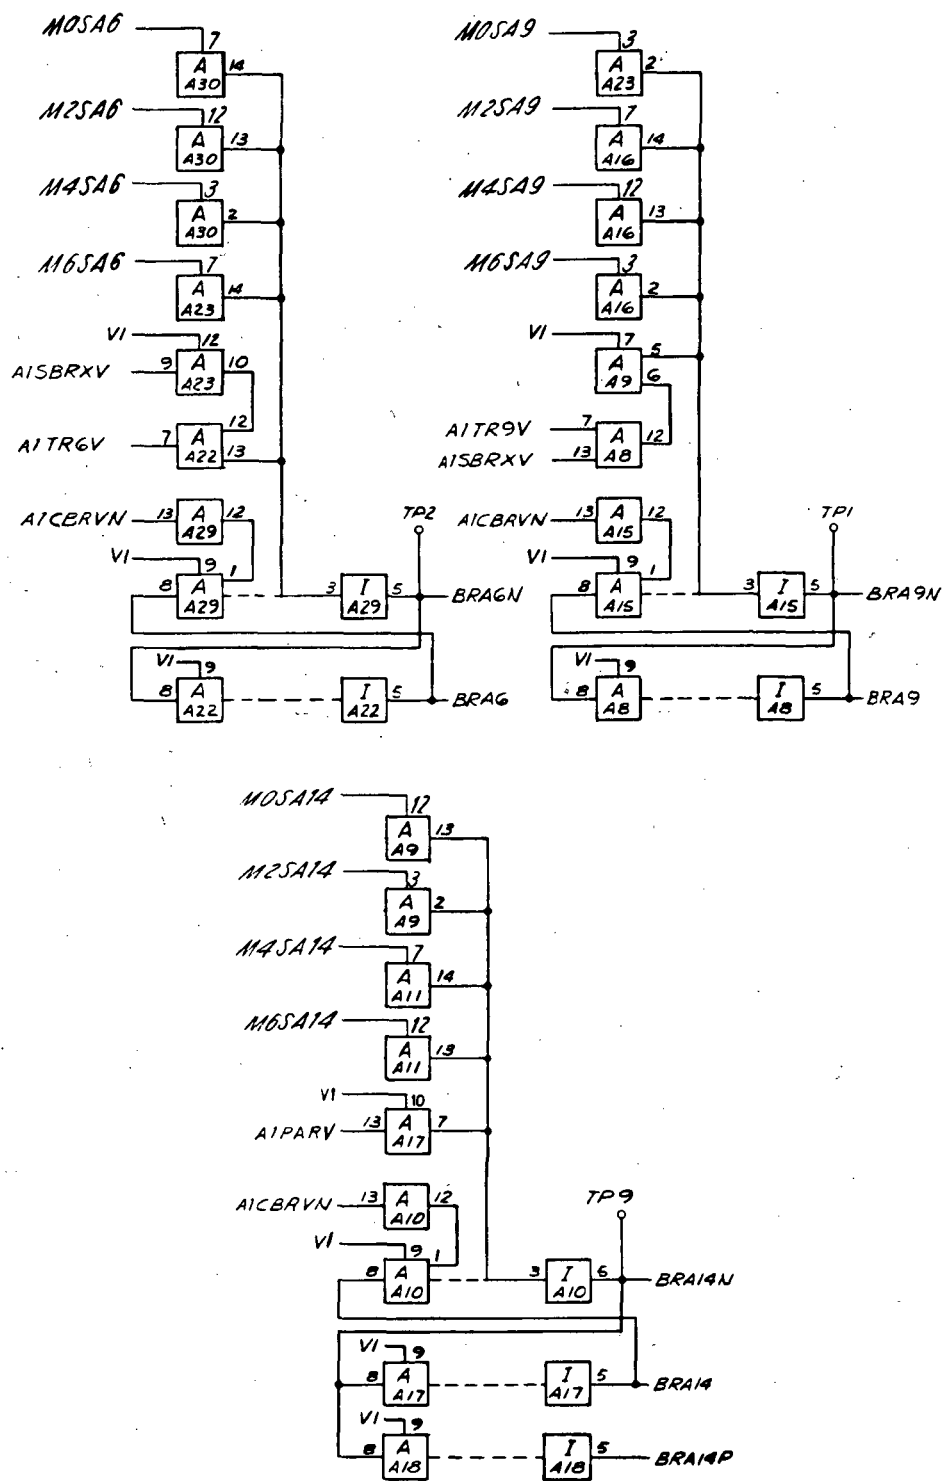 M0SA6
7
A
A30
14
M2SA6
12
A
A30
13
M4SA6
3
A
A30
2
M6SA6
7
A
A23
14
V1
12
A1SBRXV
9
A
A23
10
A1TR6V
7
A
A22
12
13
A1CBRVN
13
A
A29
12
V1
9
8
A
A29
1
3
I
A29
5
TP2
BRA6N
V1
9
8
A
A22
I
A22
5
BRA6
M0SA9
3
A
A23
2
M2SA9
7
A
A16
14
M4SA9
12
A
A16
13
M6SA9
3
A
A16
2
V1
7
A
A9
5
6
A1TR9V
7
A1SBRXV
13
A
A8
12
A1CBRVN
13
A
A15
12
V1
9
8
A
A15
1
3
I
A15
5
TP1
BRA9N
V1
9
8
A
A8
I
A8
5
BRA9
M0SA14
12
A
A9
13
M2SA14
3
A
A9
2
M4SA14
7
A
A11
14
M6SA14
12
A
A11
13
V1
10
A1PARV
13
A
A17
7
A1CBRVN
13
A
A10
12
V1
9
8
A
A10
1
3
I
A10
5
TP9
BRA14N
V1
9
8
A
A17
I
A17
5
BRA14
V1
9
8
A
A18
I
A18
5
BRA14P